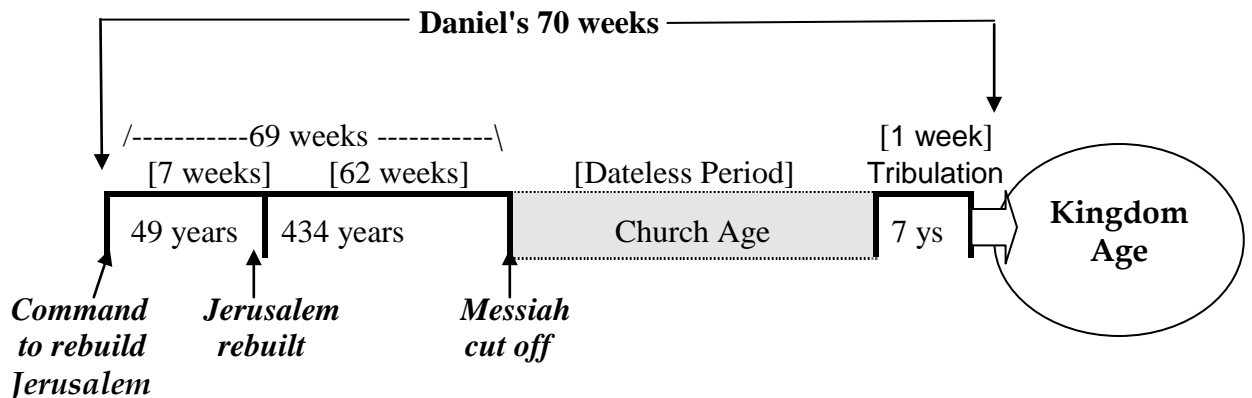 Daniel's 70 weeks
/-----------69 weeks -----------\
[1 week]
[7 weeks]
[62 weeks]
[Dateless Period]
Tribulation
49 years
434 years
Church Age
7 ys
Kingdom
Age
Command
to rebuild
Jerusalem
Jerusalem
rebuilt
Messiah
cut off